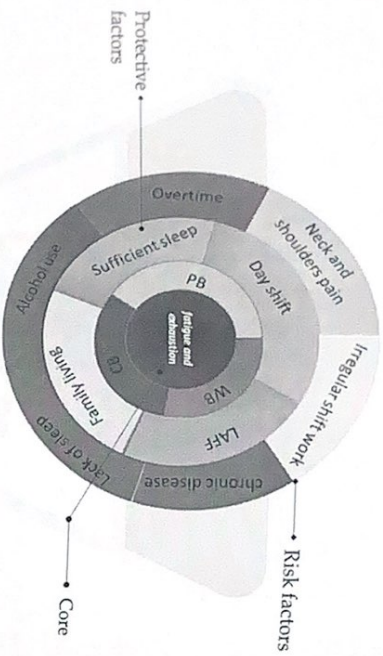 Protective
factors
Risk factors
Core
Neck and
shoulders pain
Irregular shift work
chronic disease
Lack of sleep
Alcohol use
Overtime
Day shift
LAFF
Family living
Sufficient sleep
PB
WB
CB
fatigue and
exhaustion